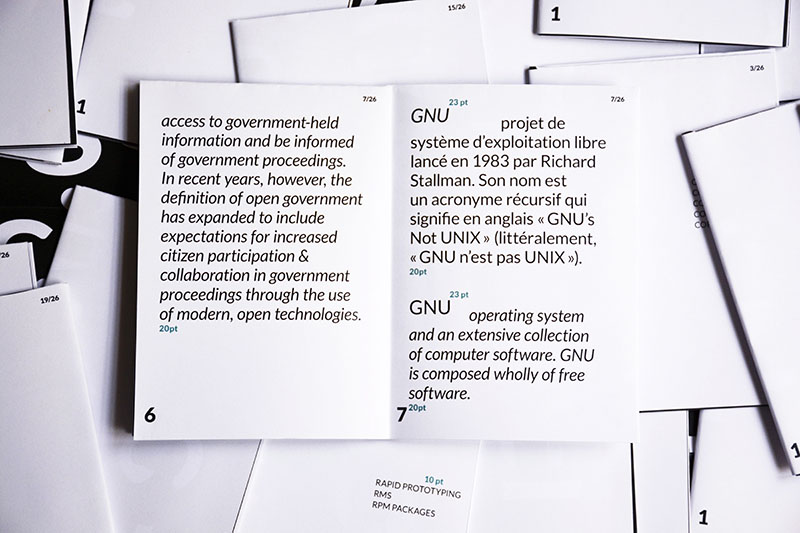 15/26
1
3/26
1
7/26
access to government-held
information and be informed
of government proceedings.
In recent years, however, the
definition of open government
has expanded to include
expectations for increased
citizen participation &
collaboration in government
proceedings through the use
of modern, open technologies.
20pt
6
7/26
23 pt
GNU
projet de
système d’exploitation libre
lancé en 1983 par Richard
Stallman. Son nom est
un acronyme récursif qui
signifie en anglais « GNU’s
Not UNIX » (littéralement,
« GNU n’est pas UNIX »).
20pt
23 pt
GNU
operating system
and an extensive collection
of computer software. GNU
is composed wholly of free
software.
20pt
7
/26
19/26
10 pt
RAPID PROTOTYPING
RMS
RPM PACKAGES
1
1